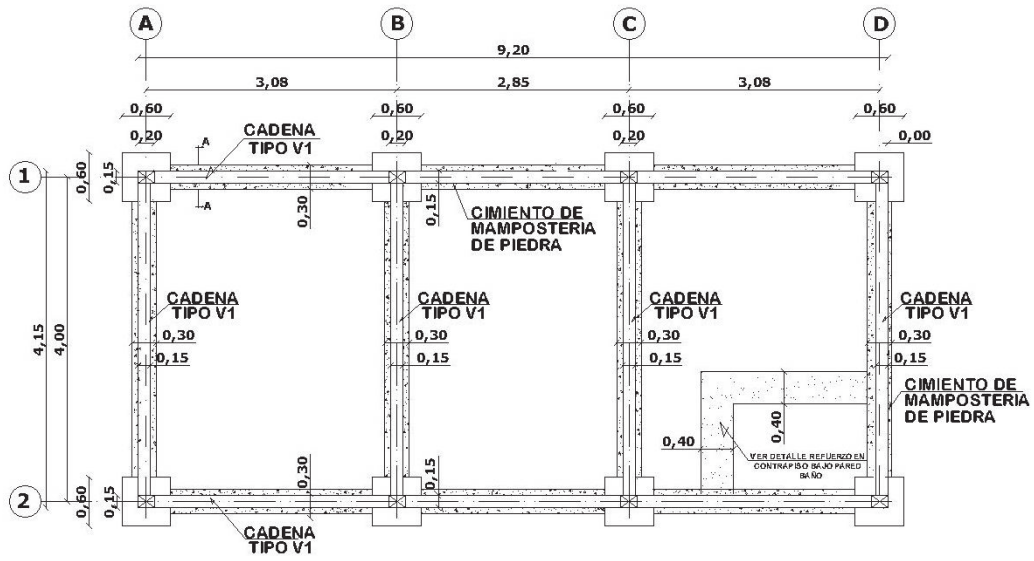 A B C D
9,20
3,08 2,85 3,08
0,60 0,60 0,60 0,60
0,20 0,20 0,20 0,00
CADENA
TIPO V1
A
A
1
0,60
0,15
0,30
0,15
CIMIENTO DE
MAMPOSTERIA
DE PIEDRA
CADENA
TIPO V1
CADENA
TIPO V1
CADENA
TIPO V1
CADENA
TIPO V1
4,15
4,00
0,30 0,30 0,30 0,30
0,15 0,15 0,15 0,15
CIMIENTO DE
MAMPOSTERIA
DE PIEDRA
0,40
0,40
VER DETALLE REFUERZO EN
CONTRAPISO BAJO PARED
BAÑO
2
0,60
0,15
0,30
0,15
CADENA
TIPO V1
CADENA
TIPO V1